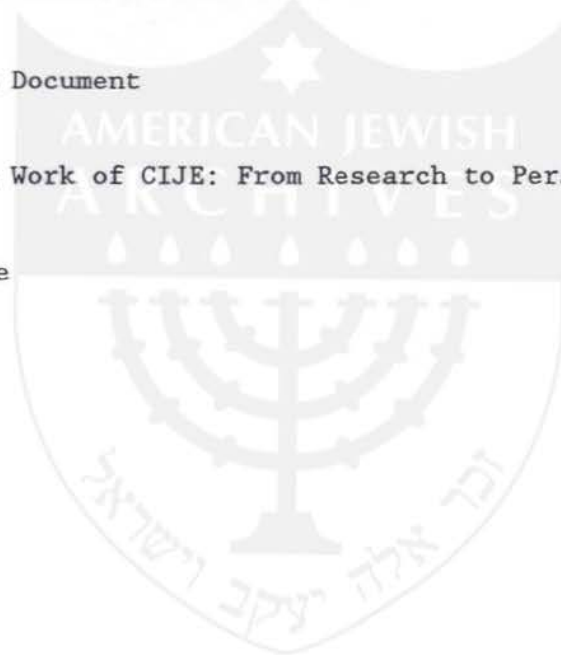 Document
AMERICAN JEWISH
Work of CIJE: From Research to Per
ARCHIVES
e
זכר אלה יעקב וישראל